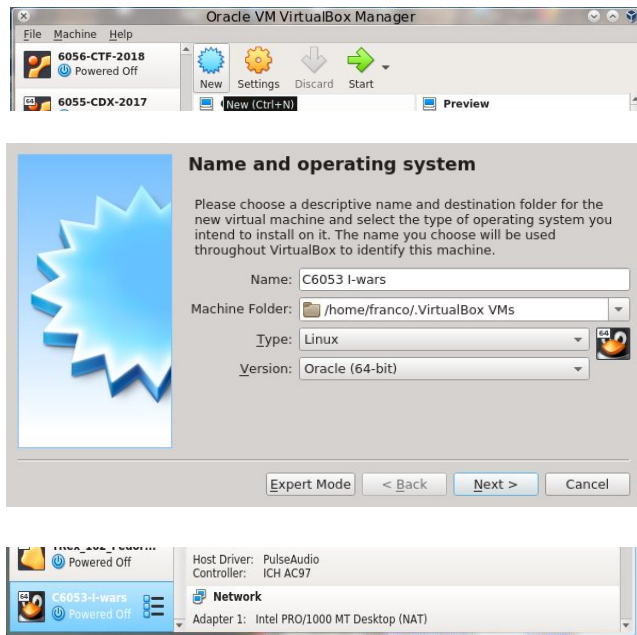 Oracle VM VirtualBox Manager
File Machine Help
6056-CTF-2018
Powered Off
64
6055-CDX-2017
New Settings Discard Start
New (Ctrl+N)
Preview
Name and operating system
Please choose a descriptive name and destination folder for the
new virtual machine and select the type of operating system you
intend to install on it. The name you choose will be used
throughout VirtualBox to identify this machine.
Name: C6053 I-wars
Machine Folder: /home/franco/.VirtualBox VMs
Type: Linux
64
Version: Oracle (64-bit)
Expert Mode < Back Next > Cancel
Powered Off
64
C6053-I-wars
Powered Off
Host Driver: PulseAudio
Controller: ICH AC97
Network
Adapter 1: Intel PRO/1000 MT Desktop (NAT)